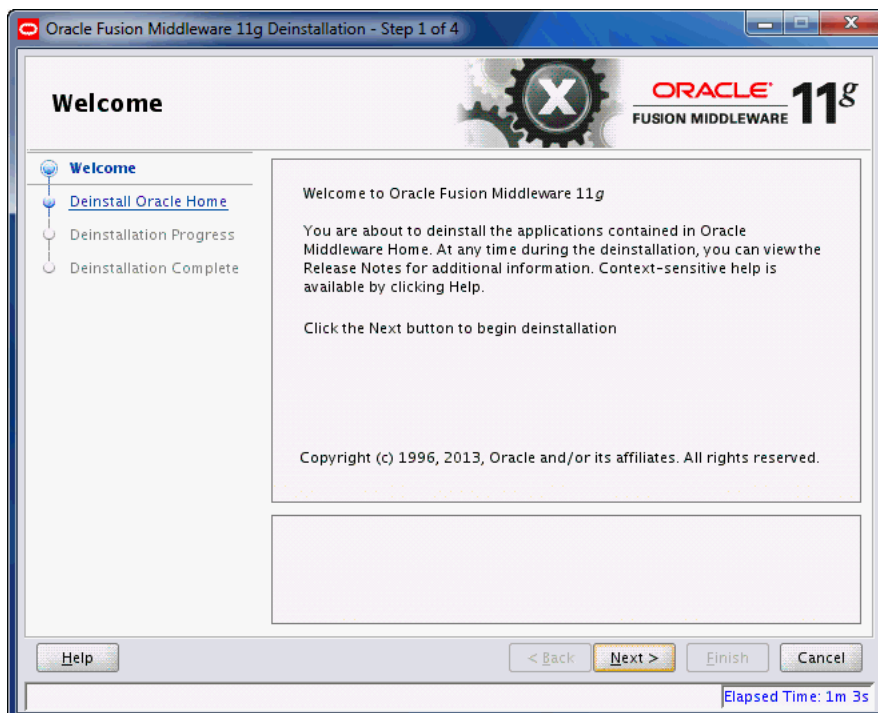 Oracle Fusion Middleware 11g Deinstallation - Step 1 of 4
Welcome
X
ORACLE
FUSION MIDDLEWARE
11g
Welcome
Deinstall Oracle Home
Deinstallation Progress
Deinstallation Complete
Welcome to Oracle Fusion Middleware 11g
You are about to deinstall the applications contained in Oracle
Middleware Home. At any time during the deinstallation, you can view the
Release Notes for additional information. Context-sensitive help is
available by clicking Help.
Click the Next button to begin deinstallation
Copyright (c) 1996, 2013, Oracle and/or its affiliates. All rights reserved.
Help
< Back
Next >
Finish
Cancel
Elapsed Time: 1m 3s